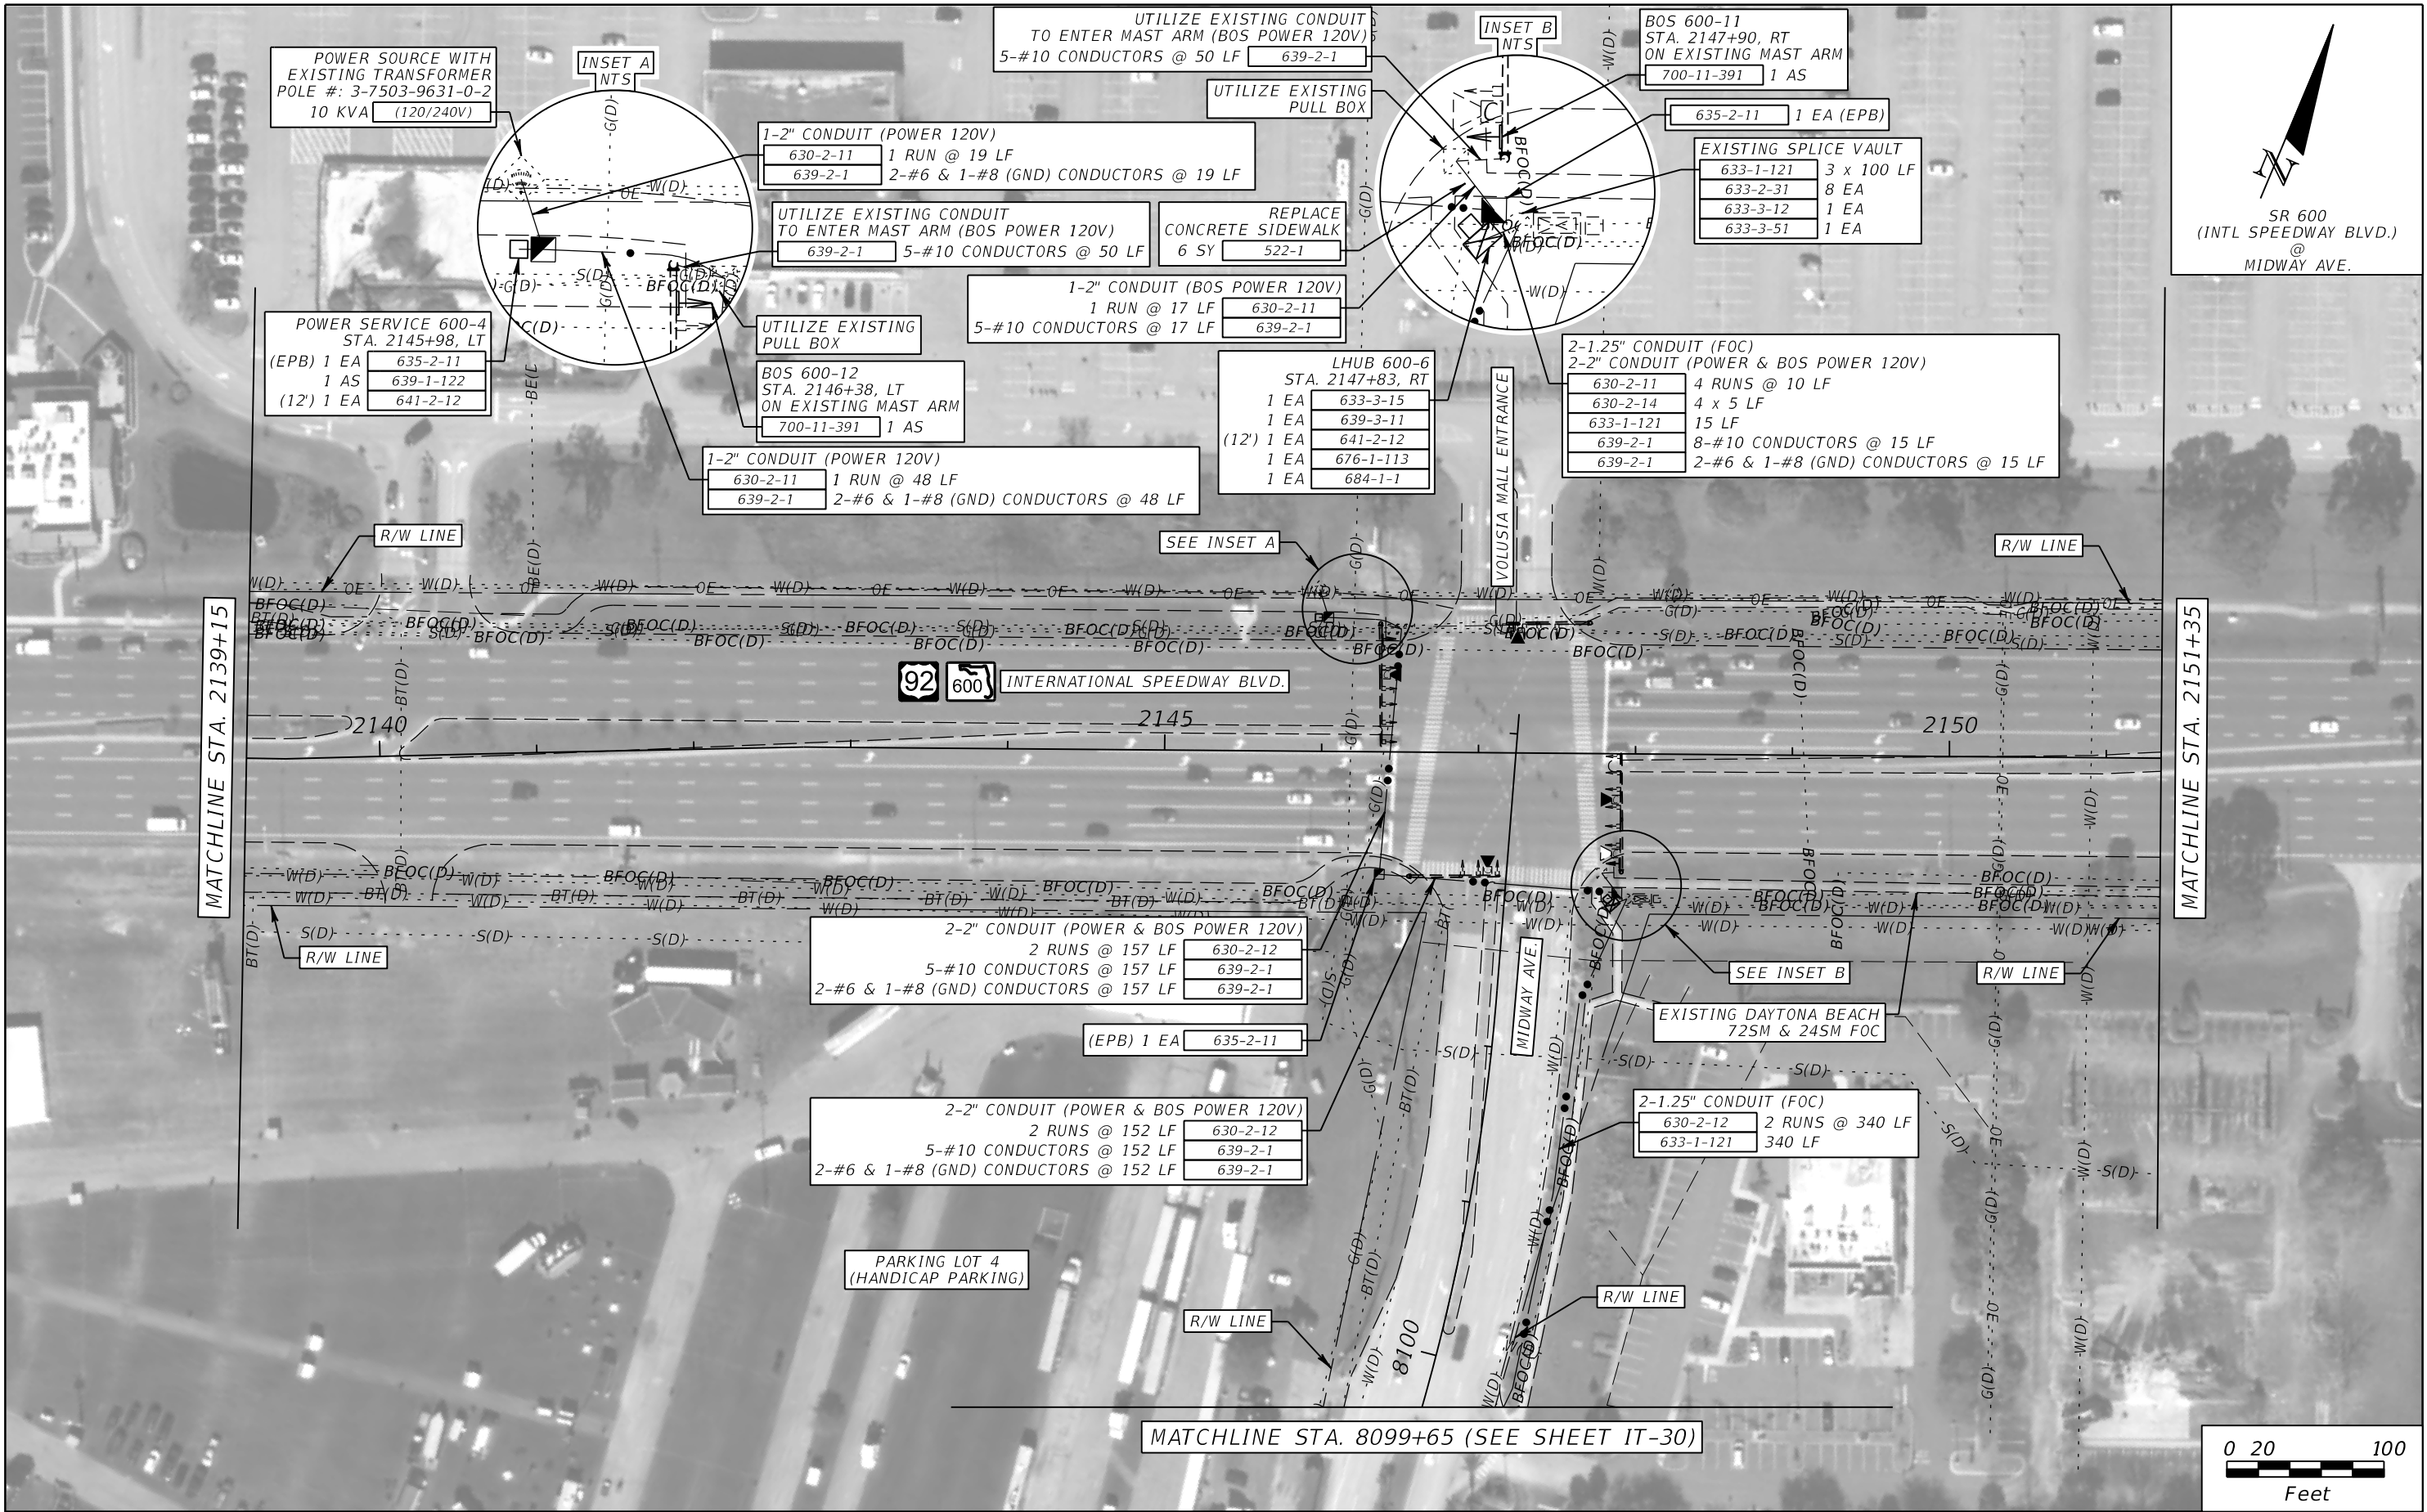 POWER SOURCE WITH
EXISTING TRANSFORMER
POLE #: 3-7503-9631-0-2
10 KVA (120/240V)
INSET A
NTS
1-2" CONDUIT (POWER 120V)
630-2-11 1 RUN @ 19 LF
639-2-1 2-#6 & 1-#8 (GND) CONDUCTORS @ 19 LF
UTILIZE EXISTING CONDUIT
TO ENTER MAST ARM (BOS POWER 120V)
639-2-1 5-#10 CONDUCTORS @ 50 LF
UTILIZE EXISTING
PULL BOX
POWER SERVICE 600-4
STA. 2145+98, LT
(EPB) 1 EA 635-2-11
1 AS 639-1-122
(12') 1 EA 641-2-12
BOS 600-12
STA. 2146+38, LT
ON EXISTING MAST ARM
700-11-391 1 AS
1-2" CONDUIT (POWER 120V)
630-2-11 1 RUN @ 48 LF
639-2-1 2-#6 & 1-#8 (GND) CONDUCTORS @ 48 LF
UTILIZE EXISTING CONDUIT
TO ENTER MAST ARM (BOS POWER 120V)
5-#10 CONDUCTORS @ 50 LF 639-2-1
INSET B
NTS
UTILIZE EXISTING
PULL BOX
BOS 600-11
STA. 2147+90, RT
ON EXISTING MAST ARM
700-11-391 1 AS
635-2-11 1 EA (EPB)
EXISTING SPLICE VAULT
633-1-121 3 x 100 LF
633-2-31 8 EA
633-3-12 1 EA
633-3-51 1 EA
REPLACE
CONCRETE SIDEWALK
6 SY 522-1
1-2" CONDUIT (BOS POWER 120V)
1 RUN @ 17 LF 630-2-11
5-#10 CONDUCTORS @ 17 LF 639-2-1
LHUB 600-6
STA. 2147+83, RT
1 EA 633-3-15
1 EA 639-3-11
(12') 1 EA 641-2-12
1 EA 676-1-113
1 EA 684-1-1
2-1.25" CONDUIT (FOC)
2-2" CONDUIT (POWER & BOS POWER 120V)
630-2-11 4 RUNS @ 10 LF
630-2-14 4 x 5 LF
633-1-121 15 LF
639-2-1 8-#10 CONDUCTORS @ 15 LF
639-2-1 2-#6 & 1-#8 (GND) CONDUCTORS @ 15 LF
N
SR 600
(INTL SPEEDWAY BLVD.)
@
MIDWAY AVE.
VOLUSIA MALL ENTRANCE
R/W LINE
SEE INSET A
R/W LINE
MATCHLINE STA. 2139+15
MATCHLINE STA. 2151+35
92
600
INTERNATIONAL SPEEDWAY BLVD.
2140
2145
2150
R/W LINE
2-2" CONDUIT (POWER & BOS POWER 120V)
2 RUNS @ 157 LF 630-2-12
5-#10 CONDUCTORS @ 157 LF 639-2-1
2-#6 & 1-#8 (GND) CONDUCTORS @ 157 LF 639-2-1
(EPB) 1 EA 635-2-11
MIDWAY AVE.
SEE INSET B
R/W LINE
EXISTING DAYTONA BEACH
72SM & 24SM FOC
2-2" CONDUIT (POWER & BOS POWER 120V)
2 RUNS @ 152 LF 630-2-12
5-#10 CONDUCTORS @ 152 LF 639-2-1
2-#6 & 1-#8 (GND) CONDUCTORS @ 152 LF 639-2-1
2-1.25" CONDUIT (FOC)
630-2-12 2 RUNS @ 340 LF
633-1-121 340 LF
PARKING LOT 4
(HANDICAP PARKING)
R/W LINE
R/W LINE
8100
MATCHLINE STA. 8099+65 (SEE SHEET IT-30)
0 20 100
Feet